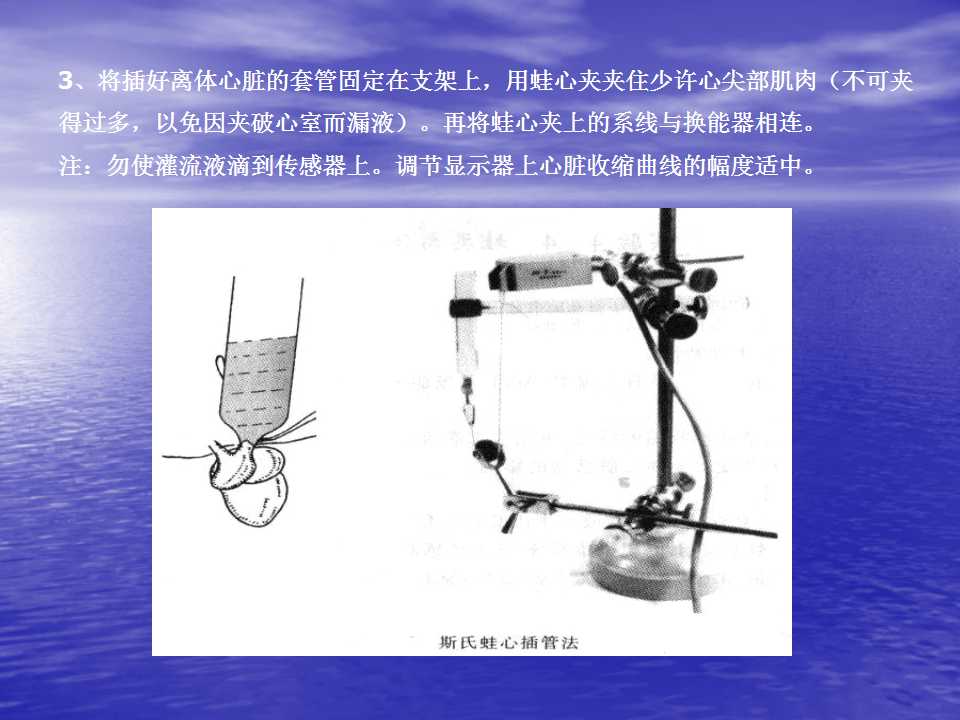 3、将插好离体心脏的套管固定在支架上，用蛙心夹夹住少许心尖部肌肉（不可夹
得过多，以免因夹破心室而漏液）。再将蛙心夹上的系线与换能器相连。
注：勿使灌流液滴到传感器上。调节显示器上心脏收缩曲线的幅度适中。
斯氏蛙心插管法